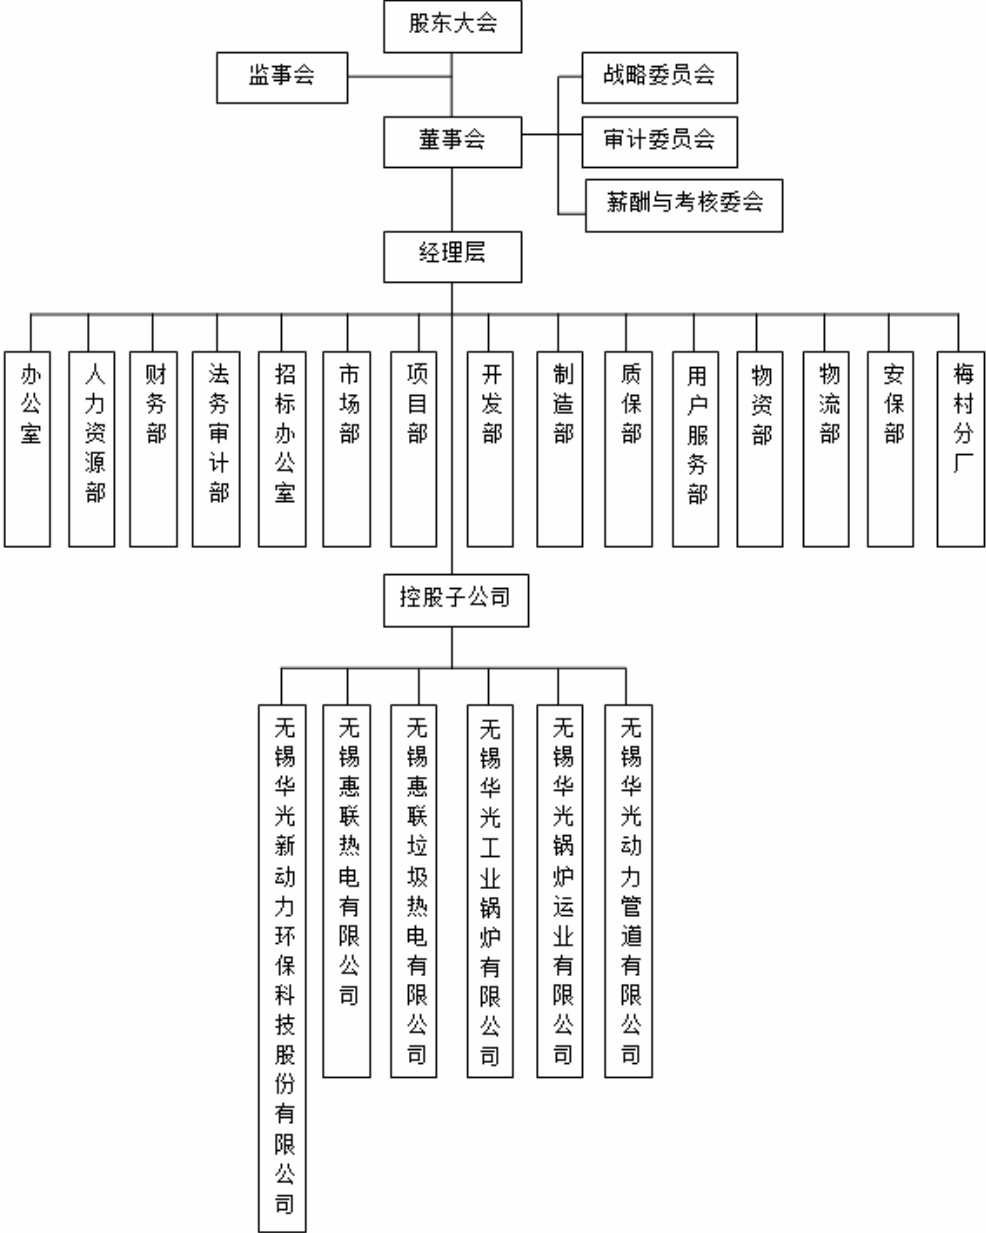 股东大会
监事会
战略委员会
董事会
审计委员会
薪酬与考核委会
经理层
办公室
人力资源部
财务部
法务审计部
招标办公室
市场部
项目部
开发部
制造部
质保部
用户服务部
物资部
物流部
安保部
梅村分厂
控股子公司
无锡华光新动力环保科技股份有限公司
无锡惠联热电有限公司
无锡惠联垃圾热电有限公司
无锡华光工业锅炉有限公司
无锡华光锅炉运业有限公司
无锡华光动力管道有限公司